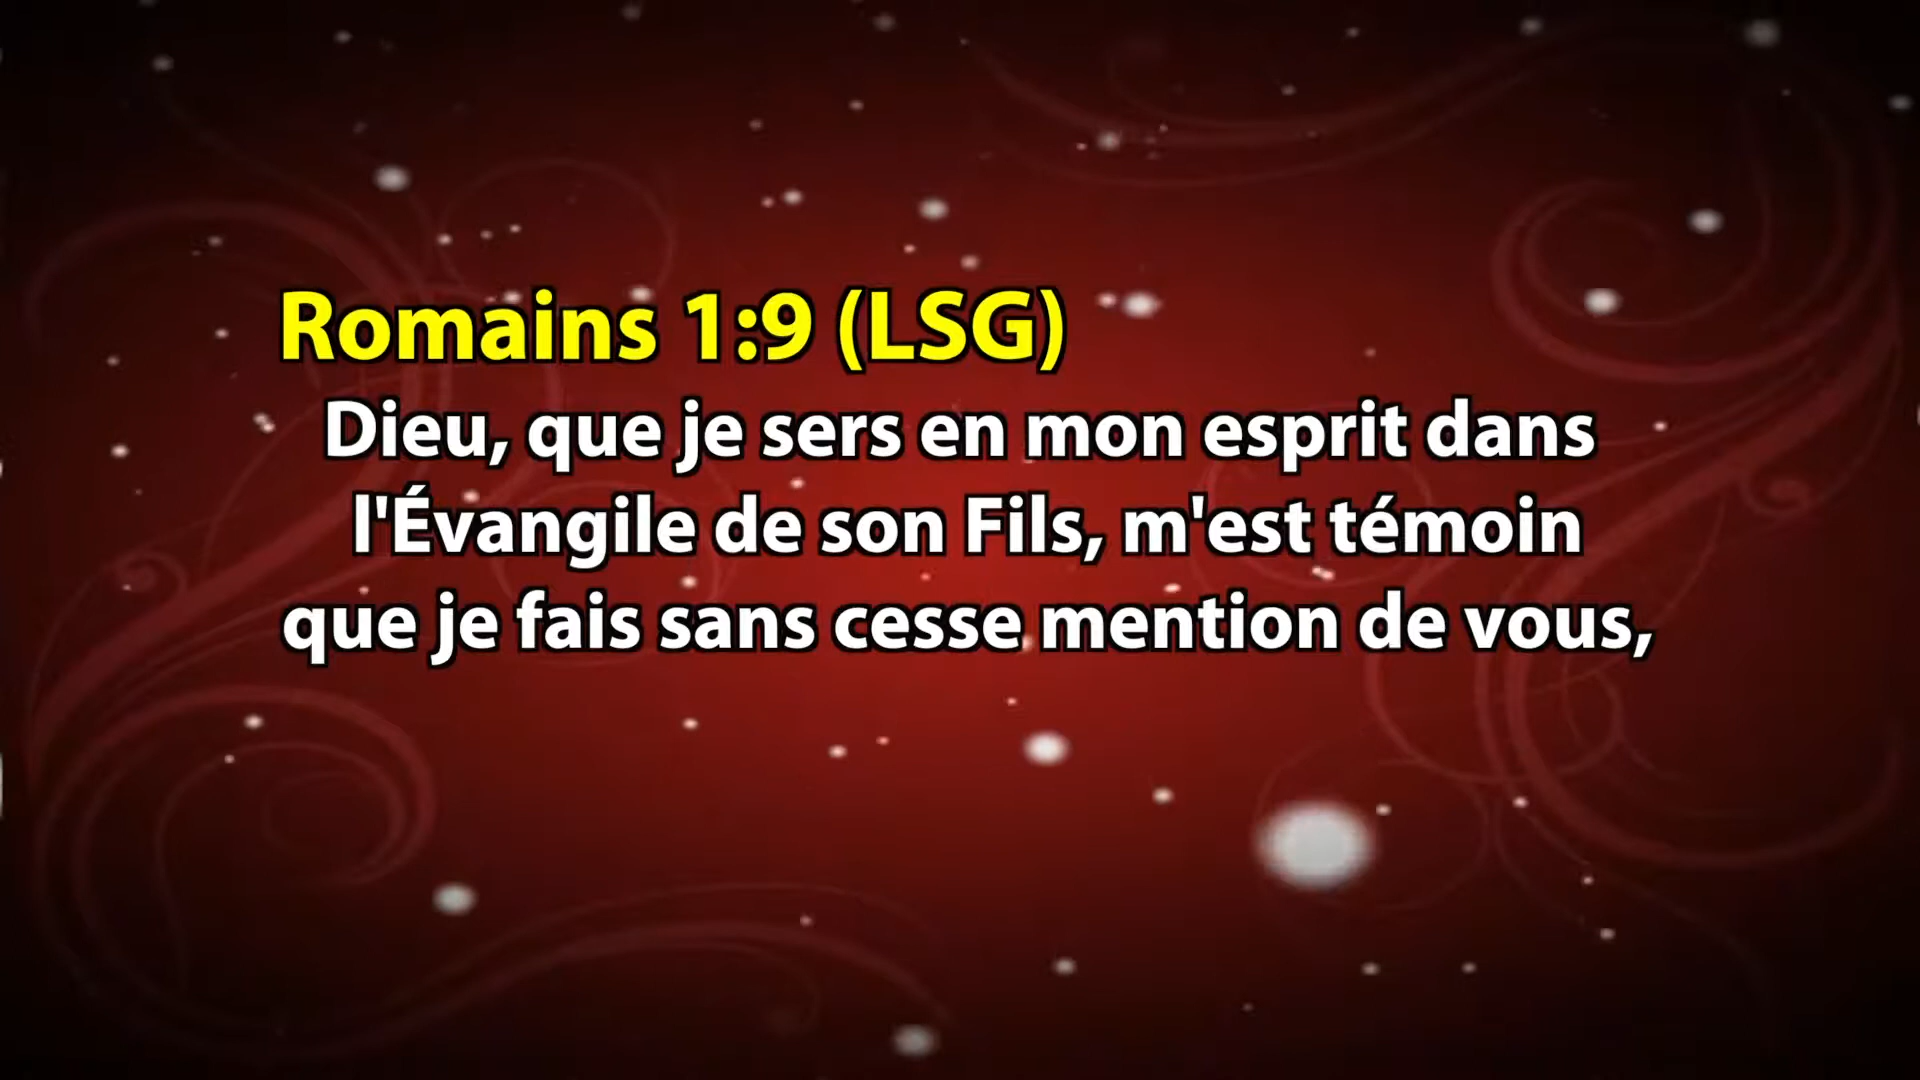 Romains 1:9 (LSG)
Dieu, que je sers en mon esprit dans
l'Évangile de son Fils, m'est témoin
que je fais sans cesse mention de vous,